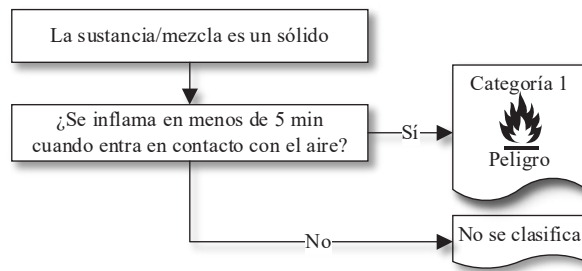 La sustancia/mezcla es un sólido
¿Se inflama en menos de 5 min
cuando entra en contacto con el aire?
Sí
Categoría 1
Peligro
No
No se clasifica